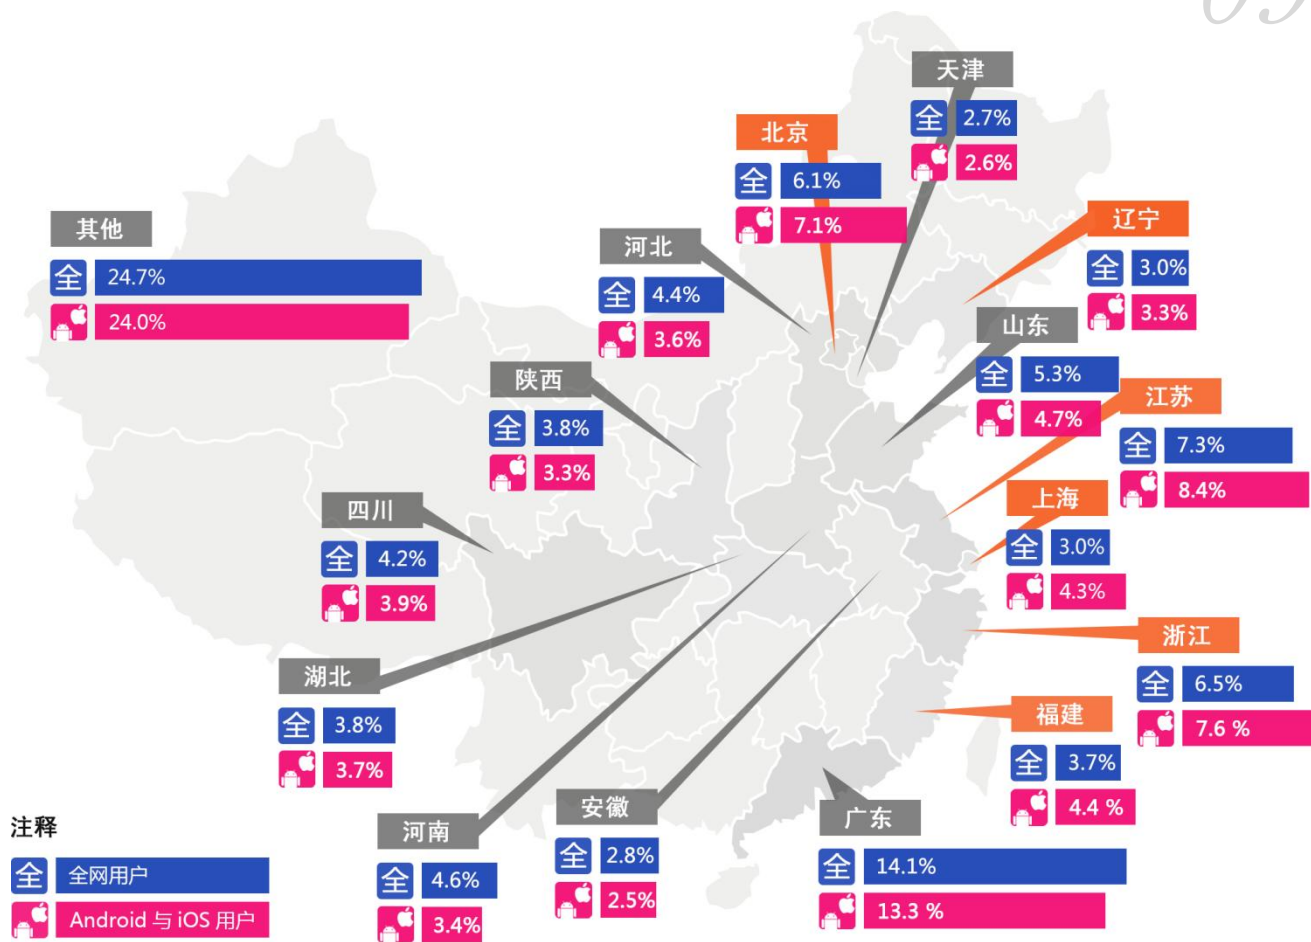 09
天津
全 2.7%
2.6%
北京
全 6.1%
7.1%
辽宁
全 3.0%
3.3%
其他
全 24.7%
24.0%
河北
全 4.4%
3.6%
山东
全 5.3%
4.7%
陕西
全 3.8%
3.3%
江苏
全 7.3%
8.4%
四川
全 4.2%
3.9%
上海
全 3.0%
4.3%
浙江
全 6.5%
7.6 %
湖北
全 3.8%
3.7%
福建
全 3.7%
4.4 %
河南
全 4.6%
3.4%
安徽
全 2.8%
2.5%
广东
全 14.1%
13.3 %
注释
全 全网用户
Android 与 iOS 用户